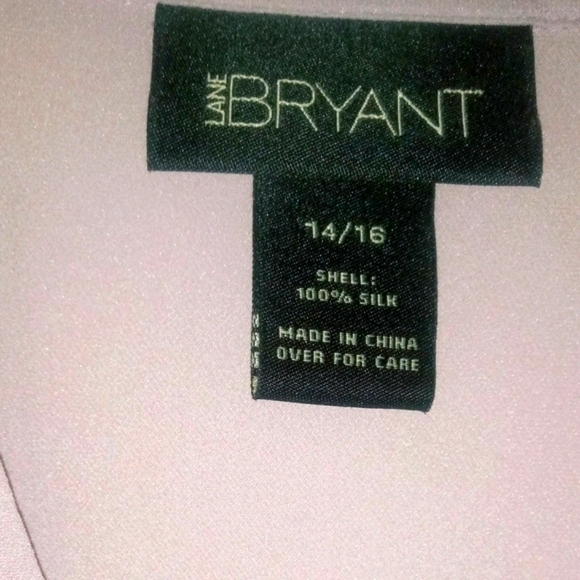 LANE BRYANT
14/16
SHELL:
100% SILK
MADE IN CHINA
OVER FOR CARE